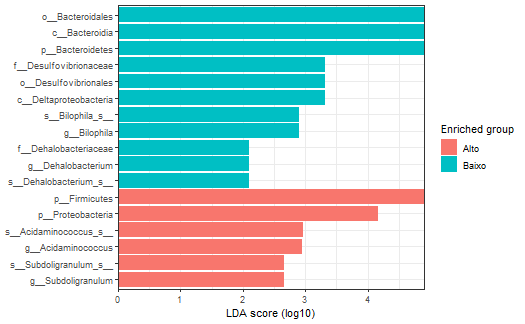 o__Bacteroidales
c__Bacteroidia
p__Bacteroidetes
f__Desulfovibrionaceae
o__Desulfovibrionales
c__Deltaproteobacteria
s__Bilophila_s__
g__Bilophila
f__Dehalobacteriaceae
g__Dehalobacterium
s__Dehalobacterium_s__
p__Firmicutes
p__Proteobacteria
s__Acidaminococcus_s__
g__Acidaminococcus
s__Subdoligranulum_s__
g__Subdoligranulum
0 1 2 3 4
LDA score (log10)
Enriched group
Alto
Baixo